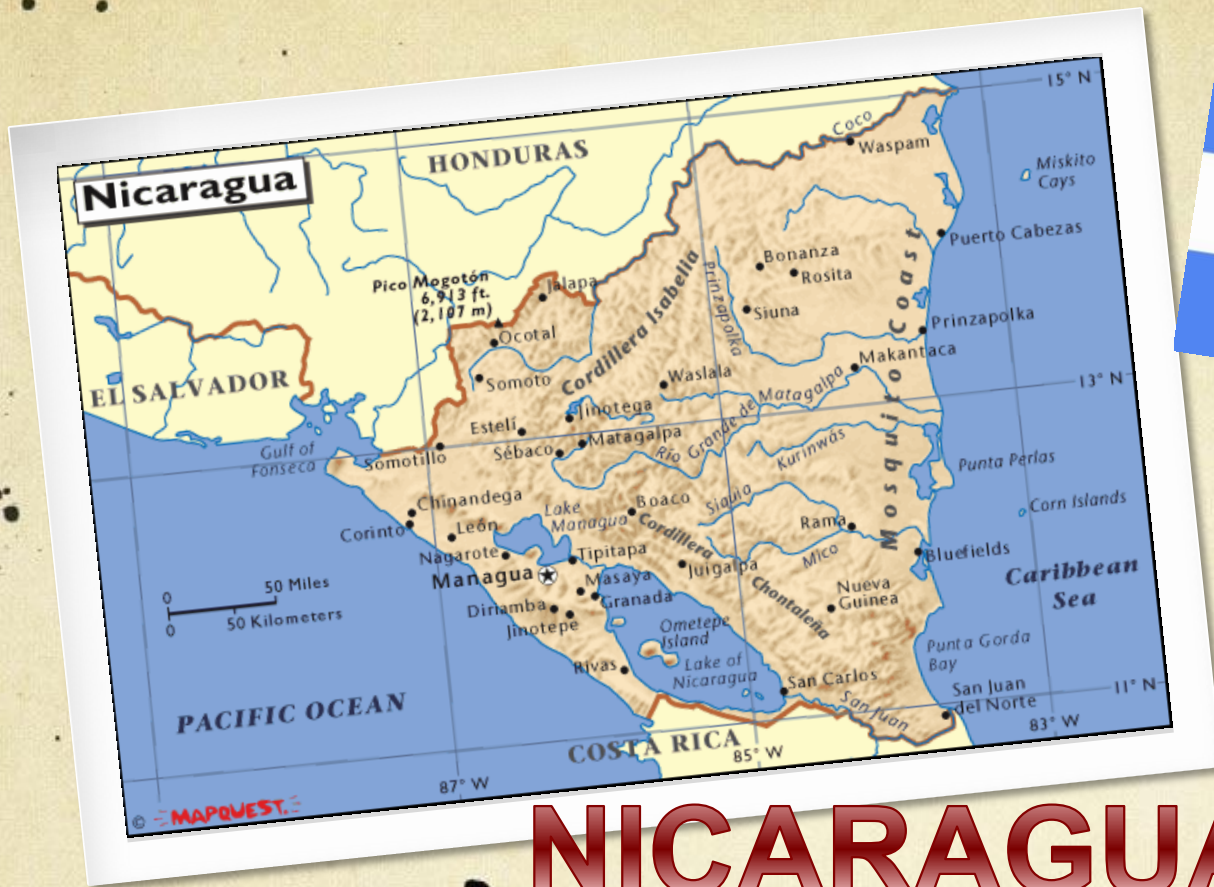 Nicaragua
HONDURAS
15° N
Coco
Waspam
Miskito
Cays
Puerto Cabezas
Bonanza
Rosita
Siuna
Prinzapolka
Prinzapolka
Mosquito Coast
Makantaca
13° N
Pico Mogotón
6,913 ft.
(2,107 m)
Jalapa
Ocotal
Somoto
Cordillera Isabelia
EL SALVADOR
Waslala
Jinotega
Estelí
Matagalpa
Sébaco
Río Grande de Matagalpa
Kurinwás
Gulf of
Fonseca
Somotillo
Punta Perlas
Corn Islands
Chinandega
Corinto
León
Lake
Managua
Boaco
Siquia
Rama
Nagarote
Tipitapa
Cordillera
Chontaleña
Juigalpa
Mico
Bluefields
Managua
Masaya
Granada
Nueva
Guinea
Caribbean
Sea
0 50 Miles
0 50 Kilometers
Diriamba
Jinotepe
Ometepe
Island
Lake of
Nicaragua
Punta Gorda
Bay
Rivas
San Carlos
San Juan
San Juan
del Norte
11° N
PACIFIC OCEAN
COSTA RICA
85° W
83° W
87° W
© MAPQUEST.
NICARAGUA